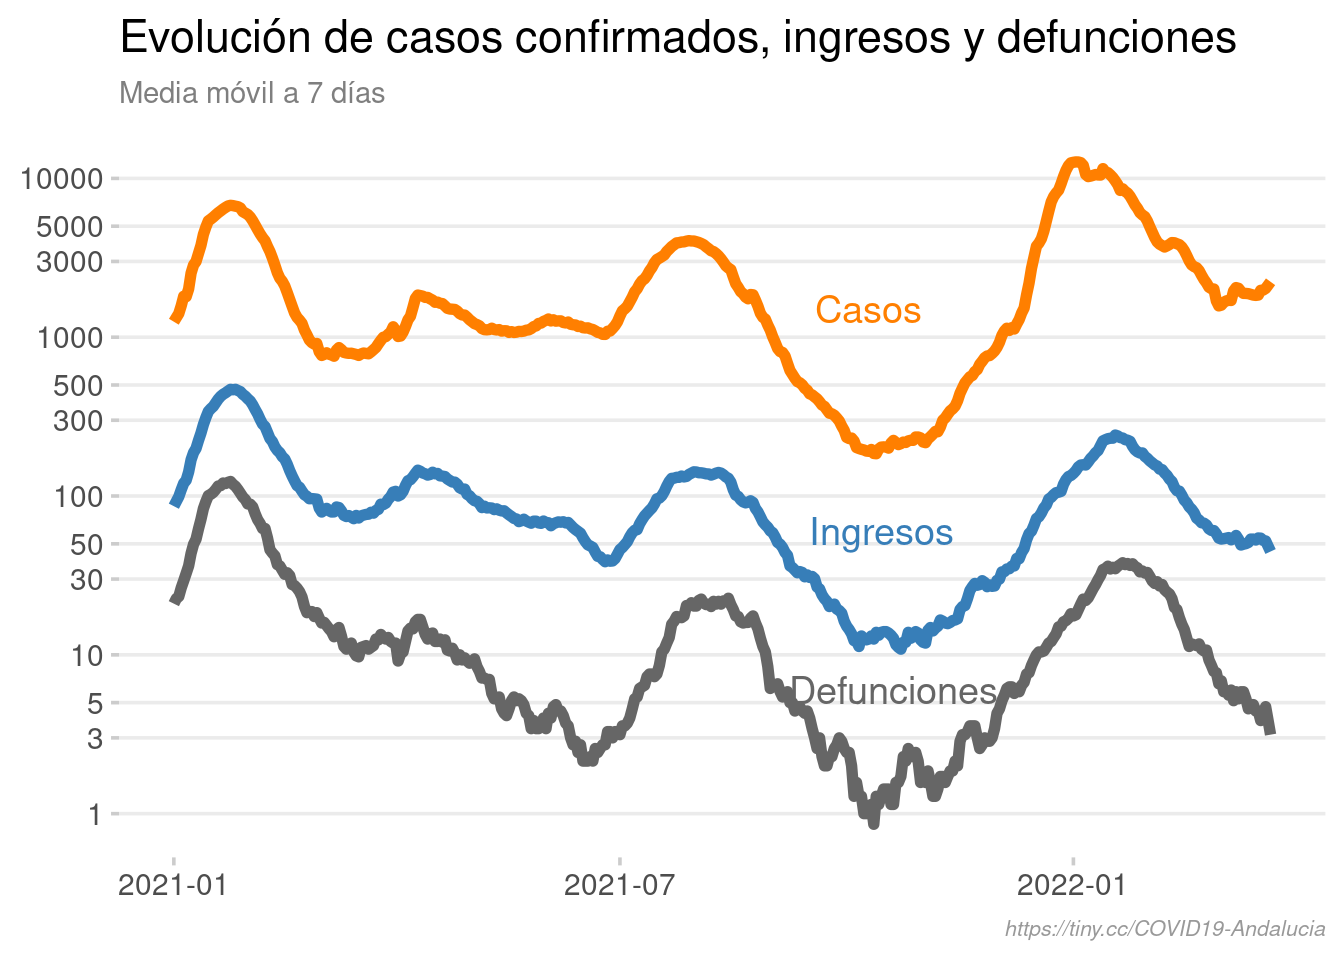 Evolución de casos confirmados, ingresos y defunciones
Media móvil a 7 días
10000
5000
3000
1000
500
300
100
50
30
10
5
3
1
Casos
Ingresos
Defunciones
2021-01
2021-07
2022-01
https://tiny.cc/COVID19-Andalucia